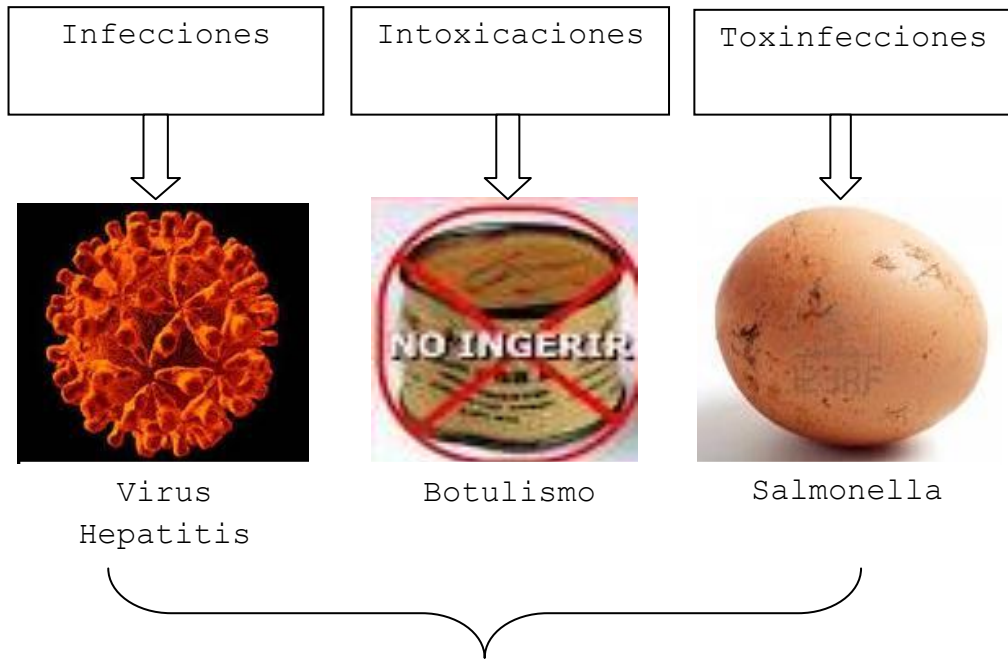 Infecciones
Intoxicaciones
Toxinfecciones
NO INGERIR
Virus
Hepatitis
Botulismo
Salmonella